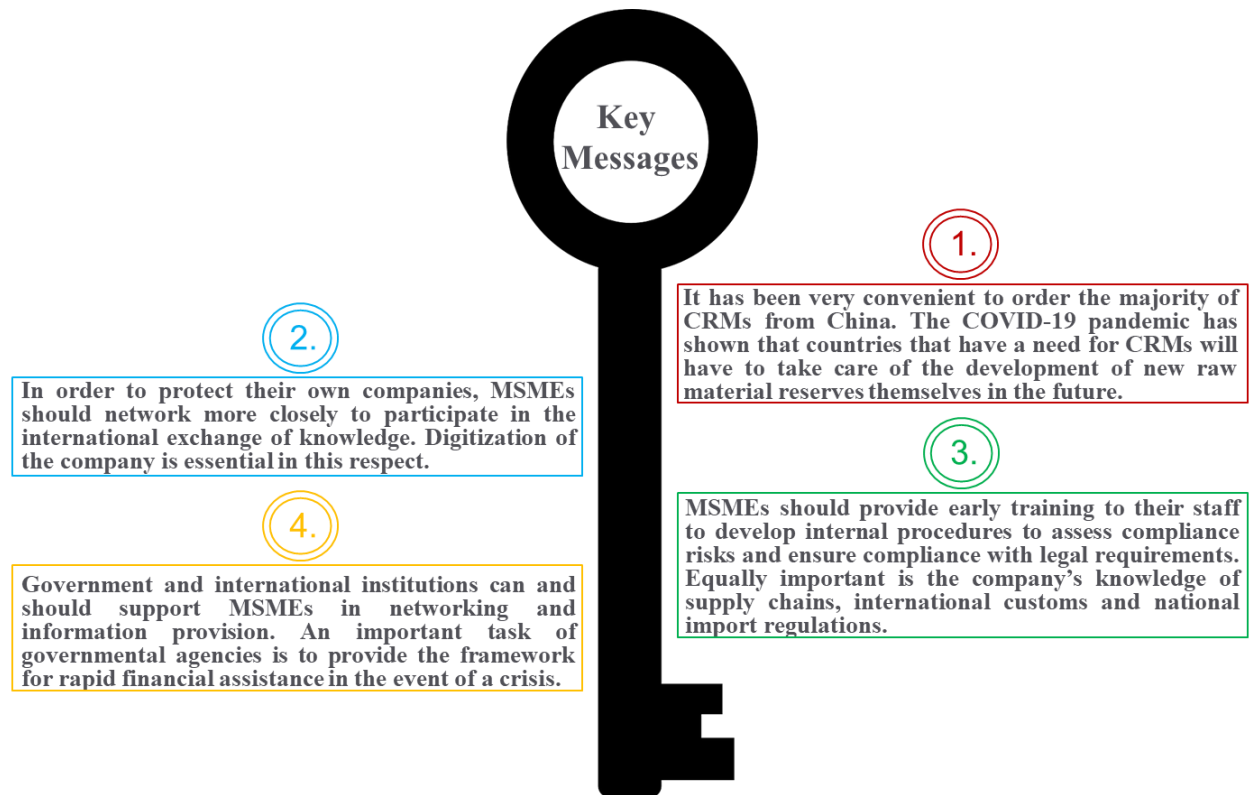 Key
Messages
1.
It has been very convenient to order the majority of
CRMs from China. The COVID-19 pandemic has
shown that countries that have a need for CRMs will
have to take care of the development of new raw
material reserves themselves in the future.
2.
In order to protect their own companies, MSMEs
should network more closely to participate in the
international exchange of knowledge. Digitization of
the company is essential in this respect.
3.
MSMEs should provide early training to their staff
to develop internal procedures to assess compliance
risks and ensure compliance with legal requirements.
Equally important is the company’s knowledge of
supply chains, international customs and national
import regulations.
4.
Government and international institutions can and
should support MSMEs in networking and
information provision. An important task of
governmental agencies is to provide the framework
for rapid financial assistance in the event of a crisis.